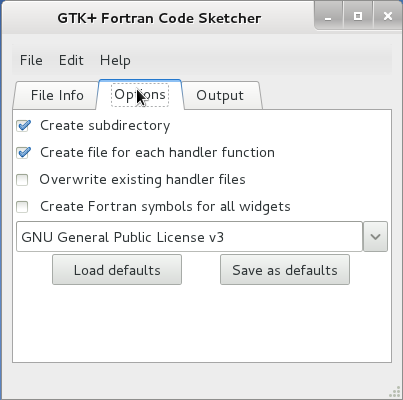 GTK+ Fortran Code Sketcher
File Edit Help
File Info Options Output
Create subdirectory
Create file for each handler function
Overwrite existing handler files
Create Fortran symbols for all widgets
GNU General Public License v3
Load defaults Save as defaults